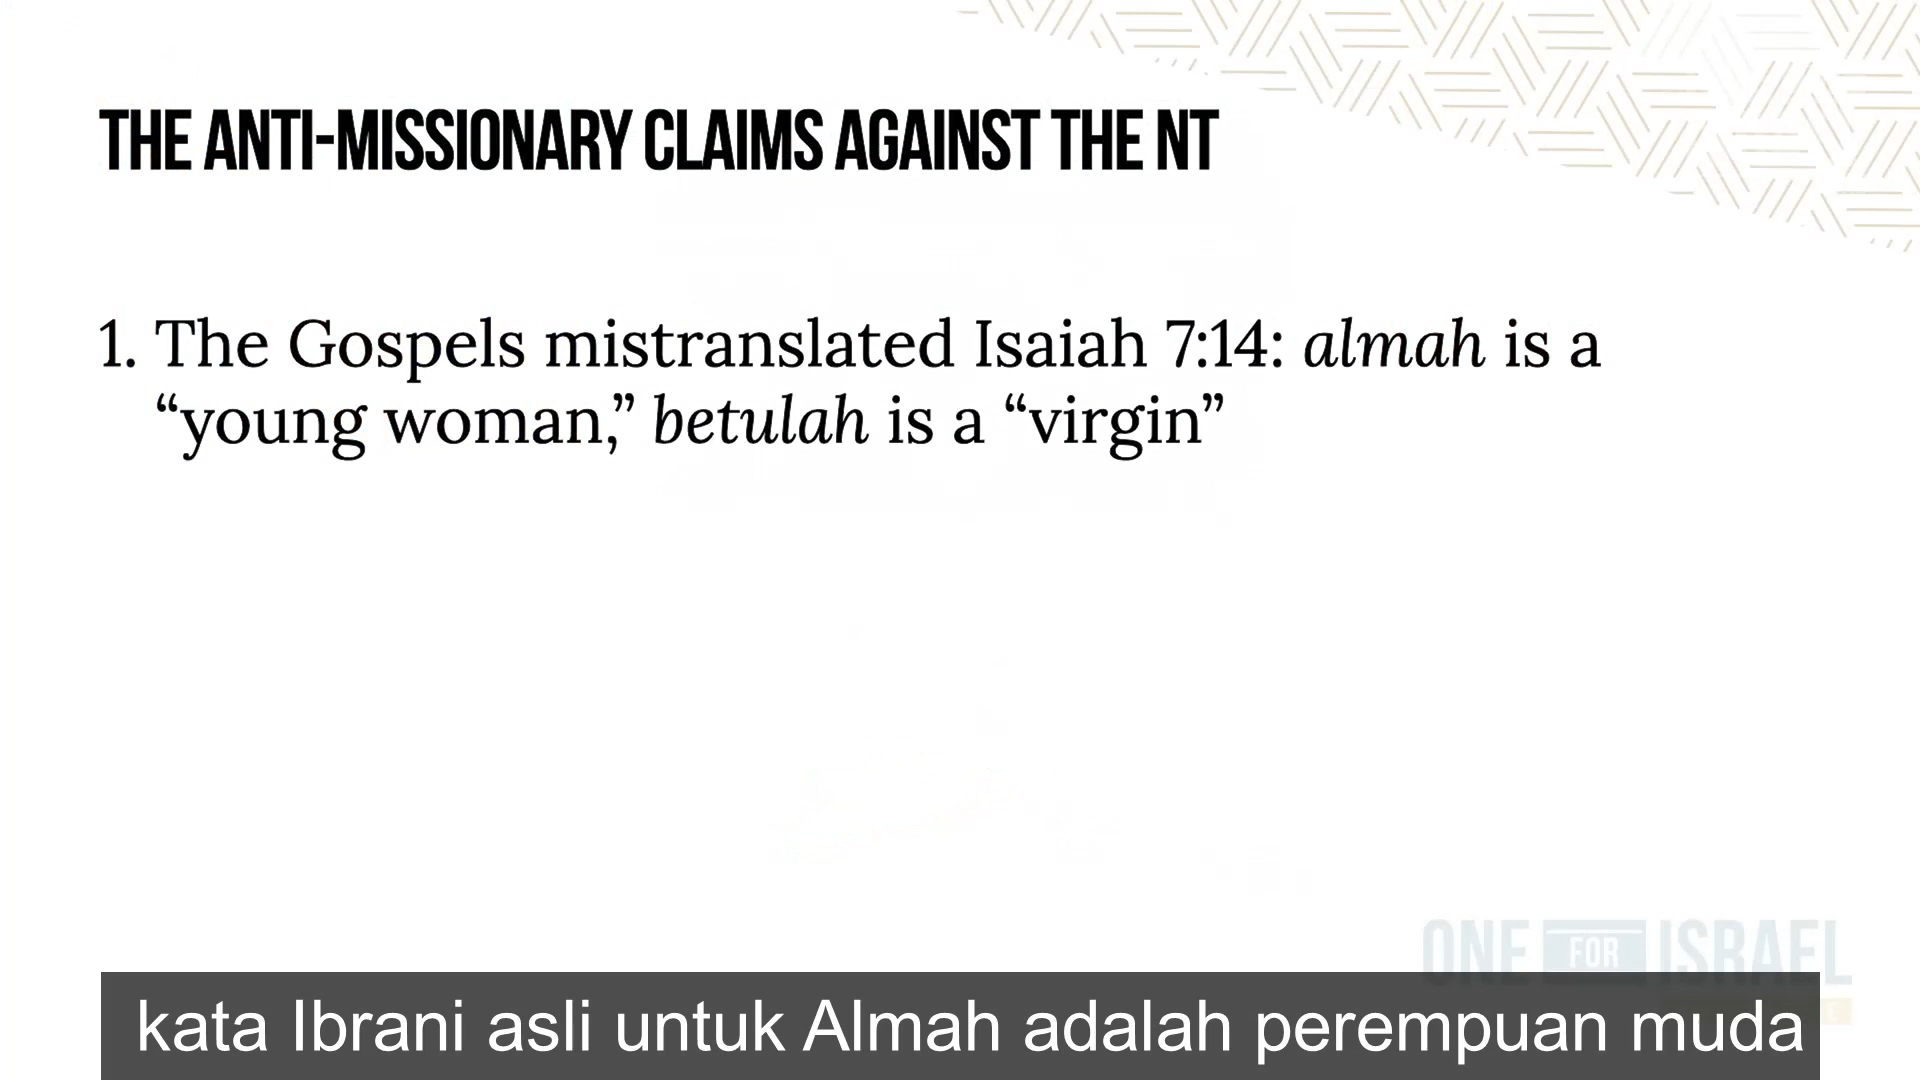 THE ANTI-MISSIONARY CLAIMS AGAINST THE NT
1. The Gospels mistranslated Isaiah 7:14: almah is a
“young woman,” betulah is a “virgin”
ONE FOR ISRAEL
kata Ibrani asli untuk Almah adalah perempuan muda